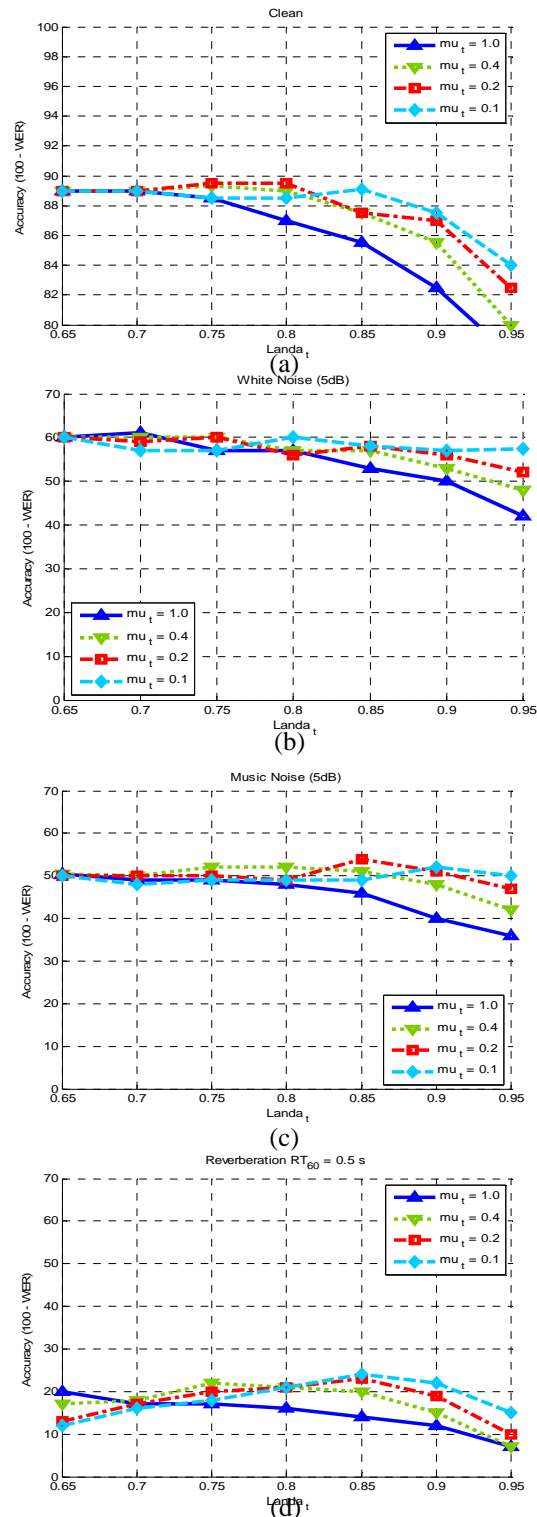 Clean
100
98
96
94
92
90
88
86
84
82
80
Accuracy (100 - WER)
mu t = 1.0
mu t = 0.4
mu t = 0.2
mu t = 0.1
0.65 0.7 0.75 0.8 0.85 0.9 0.95
Landa t
(a)
White Noise (5dB)
70
60
50
40
30
20
10
0
Accuracy (100 - WER)
mu t = 1.0
mu t = 0.4
mu t = 0.2
mu t = 0.1
0.65 0.7 0.75 0.8 0.85 0.9 0.95
Landa t
(b)
Music Noise (5dB)
70
60
50
40
30
20
10
0
Accuracy (100 - WER)
mu t = 1.0
mu t = 0.4
mu t = 0.2
mu t = 0.1
0.65 0.7 0.75 0.8 0.85 0.9 0.95
Landa t
(c)
Reverberation RT60 = 0.5 s
70
60
50
40
30
20
10
0
Accuracy (100 - WER)
mu t = 1.0
mu t = 0.4
mu t = 0.2
mu t = 0.1
0.65 0.7 0.75 0.8 0.85 0.9 0.95
Landa t
(d)